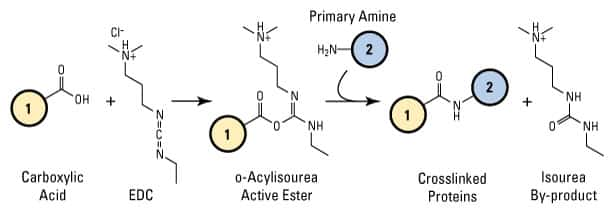 Primary Amine
Cl-
H
N+
H
N+
H₂N
2
O
OH
1
+
N
C
N
O
N
O
NH
1
O
N
H
1
2
+
H
N+
NH
O
NH
Carboxylic
Acid
EDC
o-Acylisourea
Active Ester
Crosslinked
Proteins
Isourea
By-product